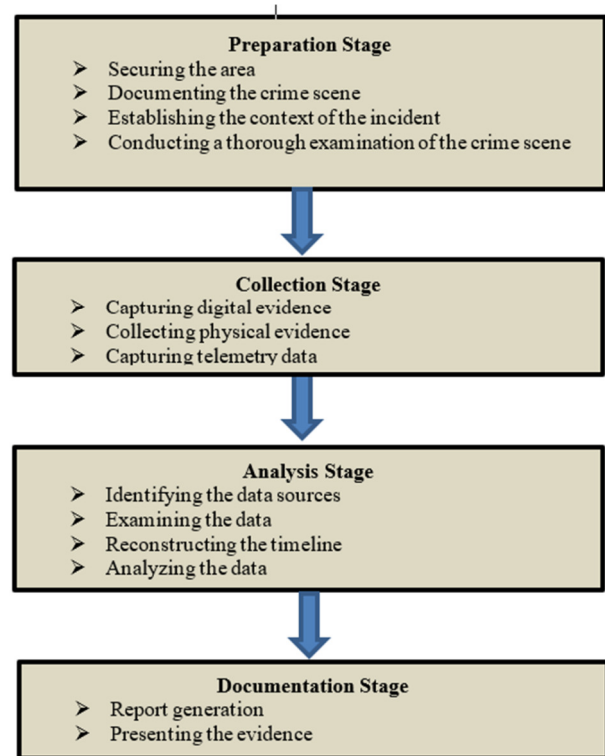 Preparation Stage
➢ Securing the area
➢ Documenting the crime scene
➢ Establishing the context of the incident
➢ Conducting a thorough examination of the crime scene
Collection Stage
➢ Capturing digital evidence
➢ Collecting physical evidence
➢ Capturing telemetry data
Analysis Stage
➢ Identifying the data sources
➢ Examining the data
➢ Reconstructing the timeline
➢ Analyzing the data
Documentation Stage
➢ Report generation
➢ Presenting the evidence